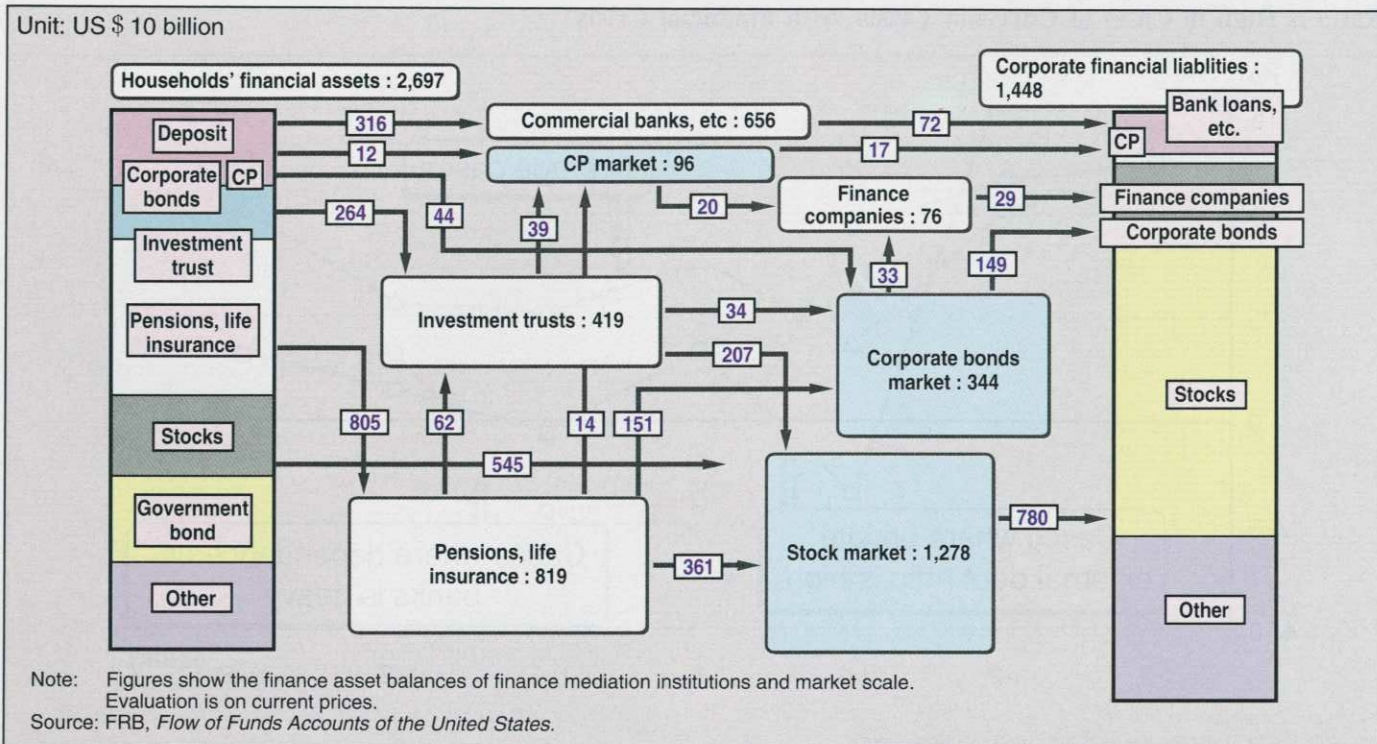 Unit: US $ 10 billion
Households' financial assets : 2,697
Corporate financial liablities :
1,448
Deposit
Corporate
bonds
CP
Investment
trust
Pensions, life
insurance
Stocks
Government
bond
Other
316
12
264
44
805
545
Commercial banks, etc : 656
CP market : 96
72
17
39
20
Finance
companies : 76
29
33
149
Investment trusts : 419
34
207
Corporate bonds
market : 344
62
14
151
Pensions, life
insurance : 819
361
Stock market : 1,278
780
Bank loans,
etc.
CP
Finance companies
Corporate bonds
Stocks
Other
Note: Figures show the finance asset balances of finance mediation institutions and market scale.
Evaluation is on current prices.
Source: FRB, Flow of Funds Accounts of the United States.